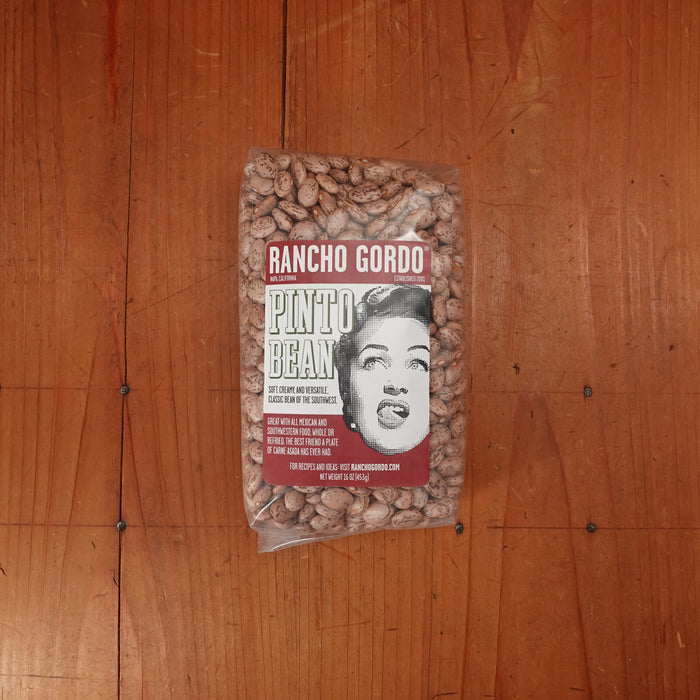 RANCHO GORDO®
NAPA, CALIFORNIA ESTABLISHED 2001
PINTO
BEAN
SOFT, CREAMY, AND VERSATILE.
CLASSIC BEAN OF THE SOUTHWEST.
GREAT WITH ALL MEXICAN AND
SOUTHWESTERN FOOD, WHOLE OR
REFRIED. THE BEST FRIEND A PLATE
OF CARNE ASADA HAS EVER HAD.
FOR RECIPES AND IDEAS: VISIT RANCHOGORDO.COM
NET WEIGHT 16 OZ (453g)